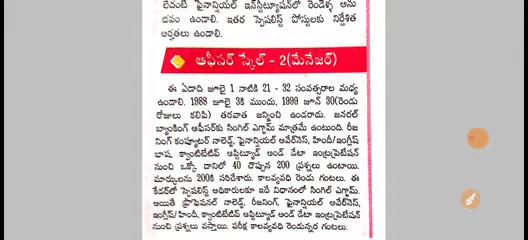 లేదంటే ఫైనాన్షియల్ ఇన్‌స్టిట్యూషన్‌లో రెండేళ్ళ అను
భవం ఉండాలి. ఇతర స్పెషలిస్ట్ పోస్టులకు నిర్దేశిత
అర్హతలు ఉండాలి.
ఆఫీసర్ స్కేల్ - 2(మేనేజర్)
ఈ ఏడాది జూలై 1 నాటికి 21 - 32 సంవత్సరాల మధ్య
ఉండాలి. 1988 జూలై 3కి ముందు, 1999 జూన్ 30(రెండు
రోజులు కలిపి) తరవాత జన్మించి ఉండరాదు. జనరల్
బ్యాంకింగ్ ఆఫీసర్‌కు సింగిల్ ఎగ్జామ్ మాత్రమే ఉంటుంది. రీజ
నింగ్ కంప్యూటర్ నాలెడ్జ్, ఫైనాన్షియల్ అవేర్‌నెస్, హిందీ/ఇంగ్లీష్
భాష, క్వాంటిటేటివ్ ఆప్టిట్యూడ్ అండ్ డేటా ఇంటర్‌ప్రిటేషన్
నుంచి ఒక్కో దానిలో 40 చొప్పున 200 ప్రశ్నలు ఉంటాయి.
మార్కులను 200కి సరిచేశారు. కాలవ్యవధి రెండు గంటలు. ఈ
కేడర్‌లో స్పెషలిస్ట్ అధికారులకూ ఇదే విధానంలో సింగిల్ ఎగ్జామ్.
అయితే ప్రొఫెషనల్ నాలెడ్జ్, రీజనింగ్, ఫైనాన్షియల్ అవేర్‌నెస్,
ఇంగ్లీష్/ హిందీ, క్వాంటిటేటివ్ ఆప్టిట్యూడ్ అండ్ డేటా ఇంటర్‌ప్రిటేషన్
నుంచి ప్రశ్నలు వస్తాయి. పరీక్ష కాలవ్యవధి రెండున్నర గంటలు.